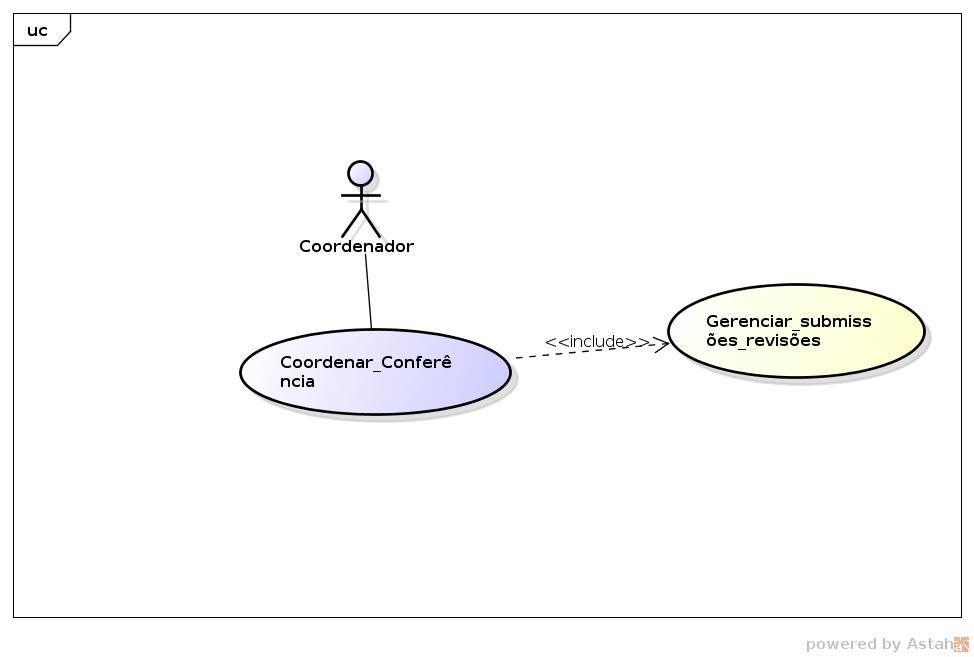 uc
Coordenador
<<include>>
Gerenciar_submiss
ões_revisões
Coordenar_Conferê
ncia
powered by Astah